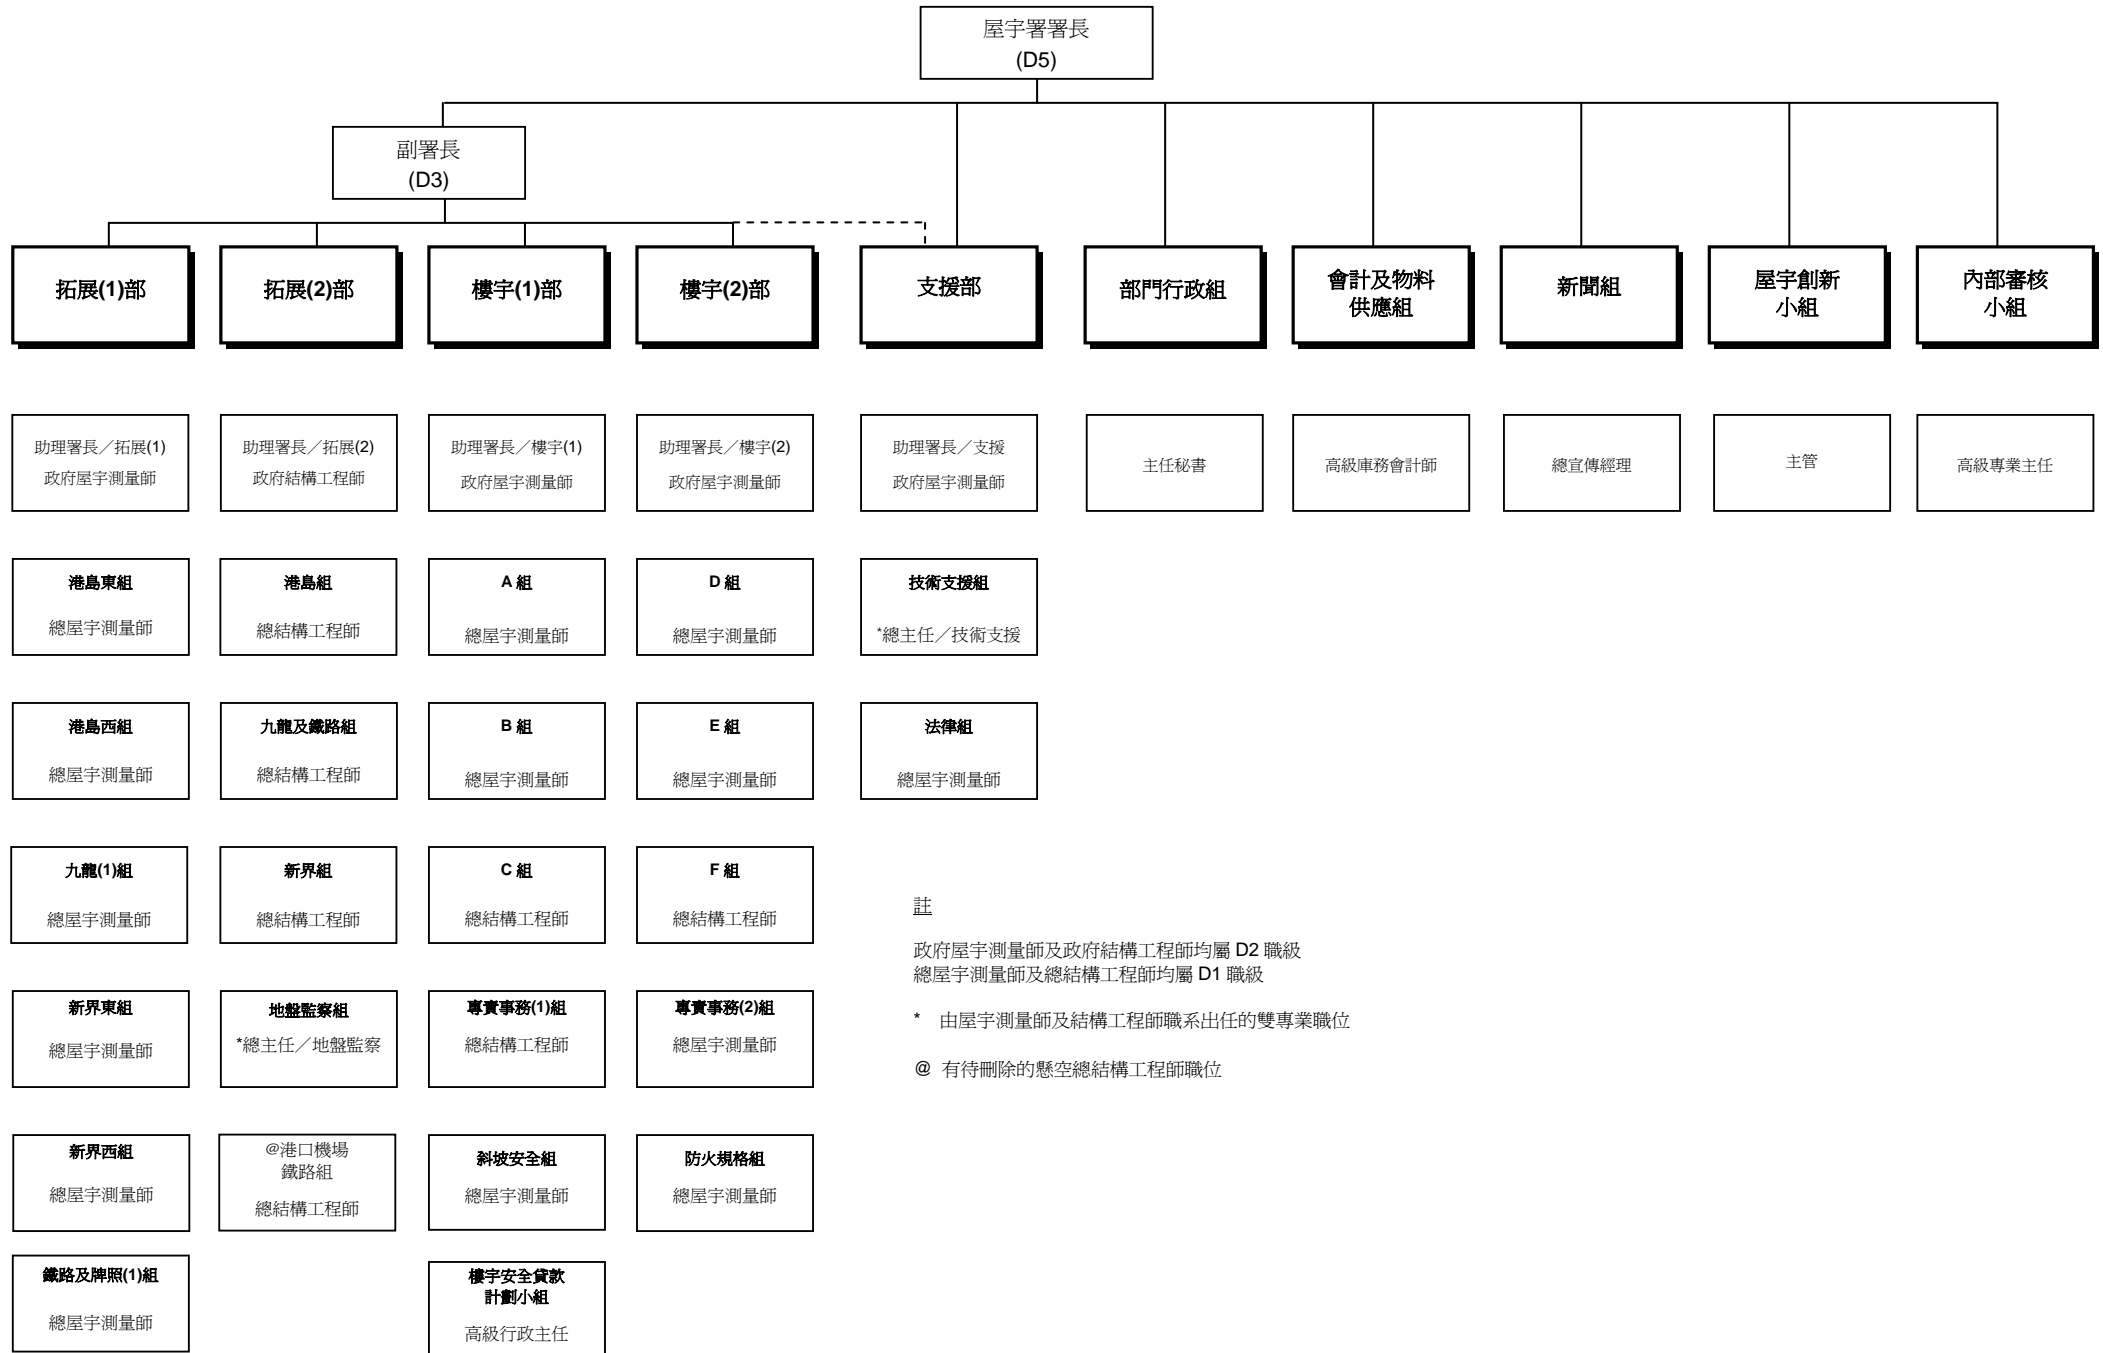 屋宇署署長
(D5)
副署長
(D3)
拓展(1)部
拓展(2)部
樓宇(1)部
樓宇(2)部
支援部
部門行政組
會計及物料
供應組
新聞組
屋宇創新
小組
內部審核
小組
助理署長／拓展(1)
政府屋宇測量師
助理署長／拓展(2)
政府結構工程師
助理署長／樓宇(1)
政府屋宇測量師
助理署長／樓宇(2)
政府屋宇測量師
助理署長／支援
政府屋宇測量師
主任秘書
高級庫務會計師
總宣傳經理
主管
高級專業主任
港島東組
總屋宇測量師
港島組
總結構工程師
A 組
總屋宇測量師
D 組
總屋宇測量師
技術支援組
*總主任／技術支援
港島西組
總屋宇測量師
九龍及鐵路組
總結構工程師
B 組
總屋宇測量師
E 組
總屋宇測量師
法律組
總屋宇測量師
九龍(1)組
總屋宇測量師
新界組
總結構工程師
C 組
總結構工程師
F 組
總結構工程師
新界東組
總屋宇測量師
地盤監察組
*總主任／地盤監察
專責事務(1)組
總結構工程師
專責事務(2)組
總屋宇測量師
新界西組
總屋宇測量師
@港口機場
鐵路組
總結構工程師
斜坡安全組
總屋宇測量師
防火規格組
總屋宇測量師
鐵路及牌照(1)組
總屋宇測量師
樓宇安全貸款
計劃小組
高級行政主任
註
政府屋宇測量師及政府結構工程師均屬 D2 職級
總屋宇測量師及總結構工程師均屬 D1 職級
* 由屋宇測量師及結構工程師職系出任的雙專業職位
@ 有待刪除的懸空總結構工程師職位